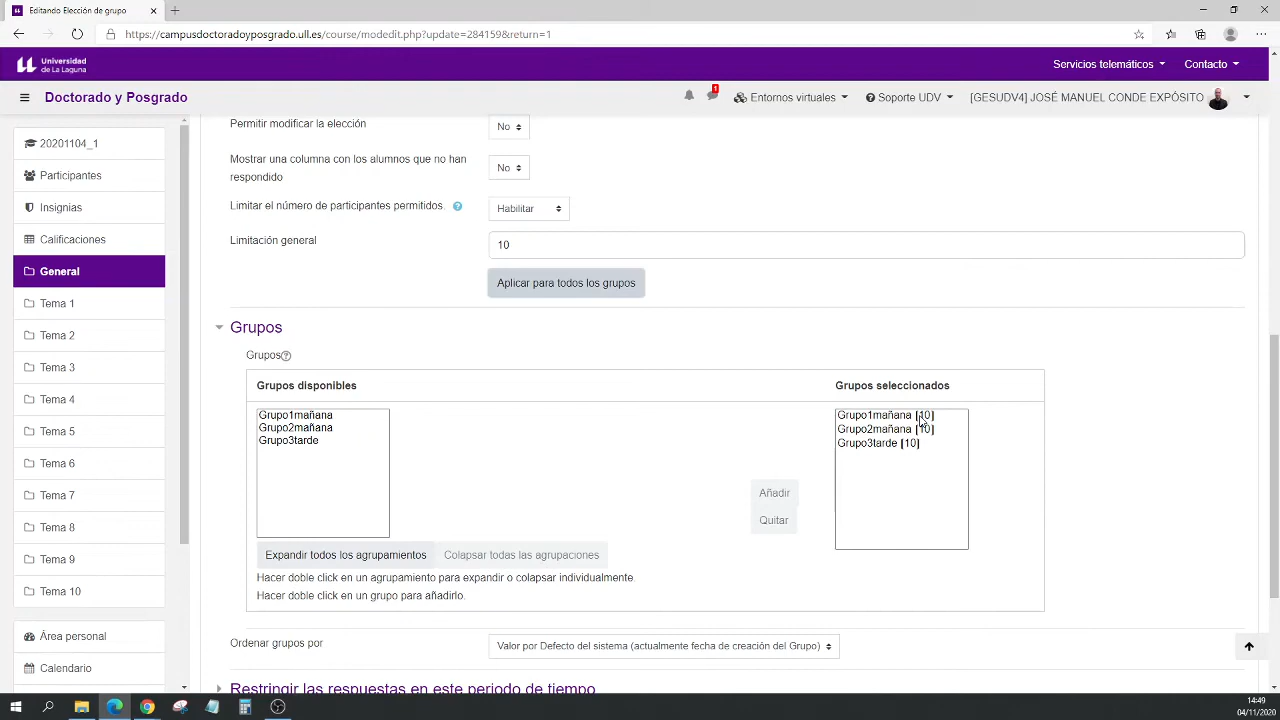 Editando Elección de grupo
https://campusdoctoradoyposgrado.ull.es/course/modedit.php?update=284159&return=1
Universidad
de La Laguna
Servicios telemáticos
Contacto
Doctorado y Posgrado
1
Entornos virtuales
Soporte UDV
[GESUDV4] JOSÉ MANUEL CONDE EXPÓSITO
20201104_1
Participantes
Insignias
Calificaciones
General
Tema 1
Tema 2
Tema 3
Tema 4
Tema 5
Tema 6
Tema 7
Tema 8
Tema 9
Tema 10
Área personal
Calendario
Permitir modificar la elección
No
Mostrar una columna con los alumnos que no han
respondido
No
Limitar el número de participantes permitidos.
Habilitar
Limitación general
10
Aplicar para todos los grupos
Grupos
Grupos
Grupos disponibles
Grupos seleccionados
Grupo1mañana
Grupo2mañana
Grupo3tarde
Grupo1mañana [10]
Grupo2mañana [10]
Grupo3tarde [10]
Añadir
Quitar
Expandir todos los agrupamientos
Colapsar todas las agrupaciones
Hacer doble click en un agrupamiento para expandir o colapsar individualmente.
Hacer doble click en un grupo para añadirlo.
Ordenar grupos por
Valor por Defecto del sistema (actualmente fecha de creación del Grupo)
Restringir las respuestas en este periodo de tiempo
14:49
04/11/2020